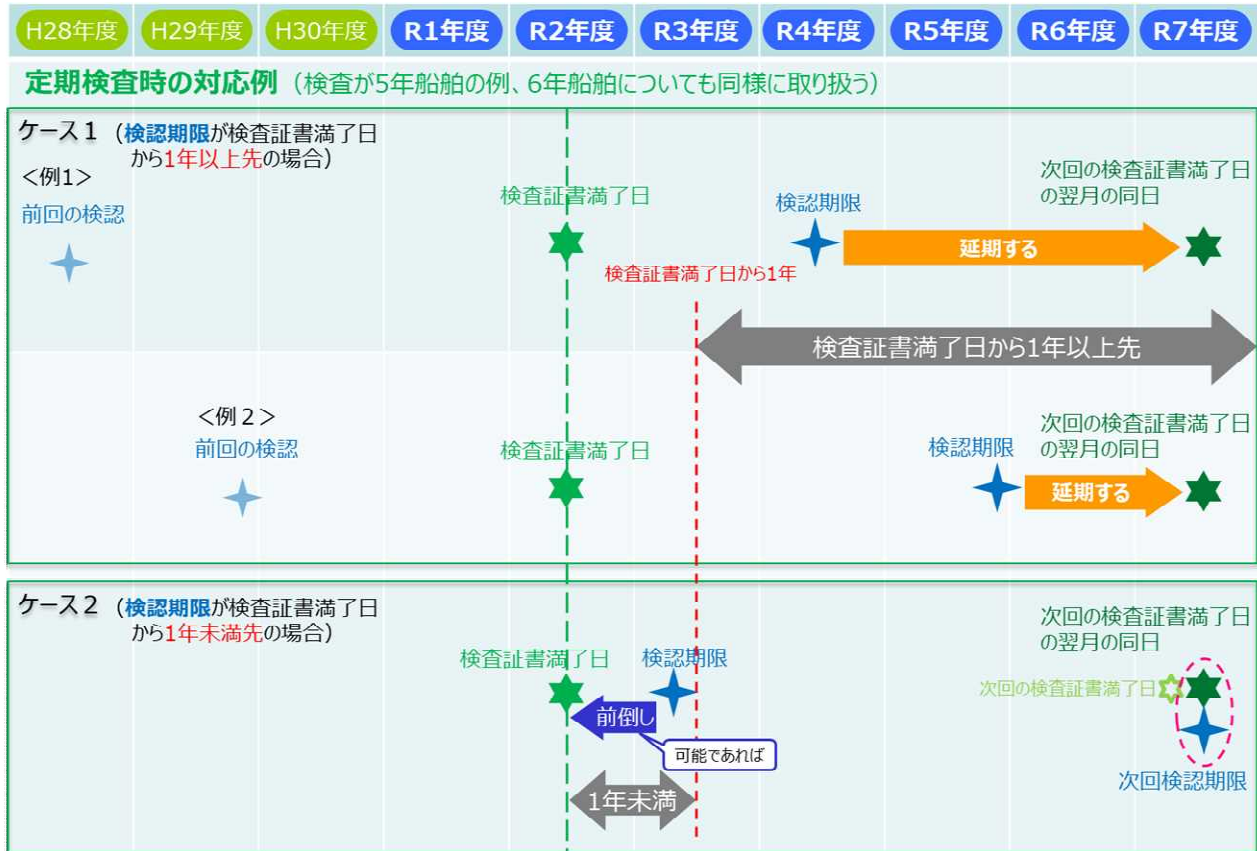 H28年度 H29年度 H30年度 R1年度 R2年度 R3年度 R4年度 R5年度 R6年度 R7年度
定期検査時の対応例（検査が5年船舶の例、6年船舶についても同様に取り扱う）
ケース１（検認期限が検査証書満了日
から1年以上先の場合）
＜例1＞
前回の検認
検査証書満了日
検認期限
次回の検査証書満了日
の翌月の同日
延期する
検査証書満了日から1年
検査証書満了日から1年以上先
＜例２＞
前回の検認
検査証書満了日
検認期限
次回の検査証書満了日
の翌月の同日
延期する
ケース２（検認期限が検査証書満了日
から1年未満先の場合）
検査証書満了日
検認期限
次回の検査証書満了日
の翌月の同日
次回の検査証書満了日
前倒し
可能であれば
次回検認期限
1年未満